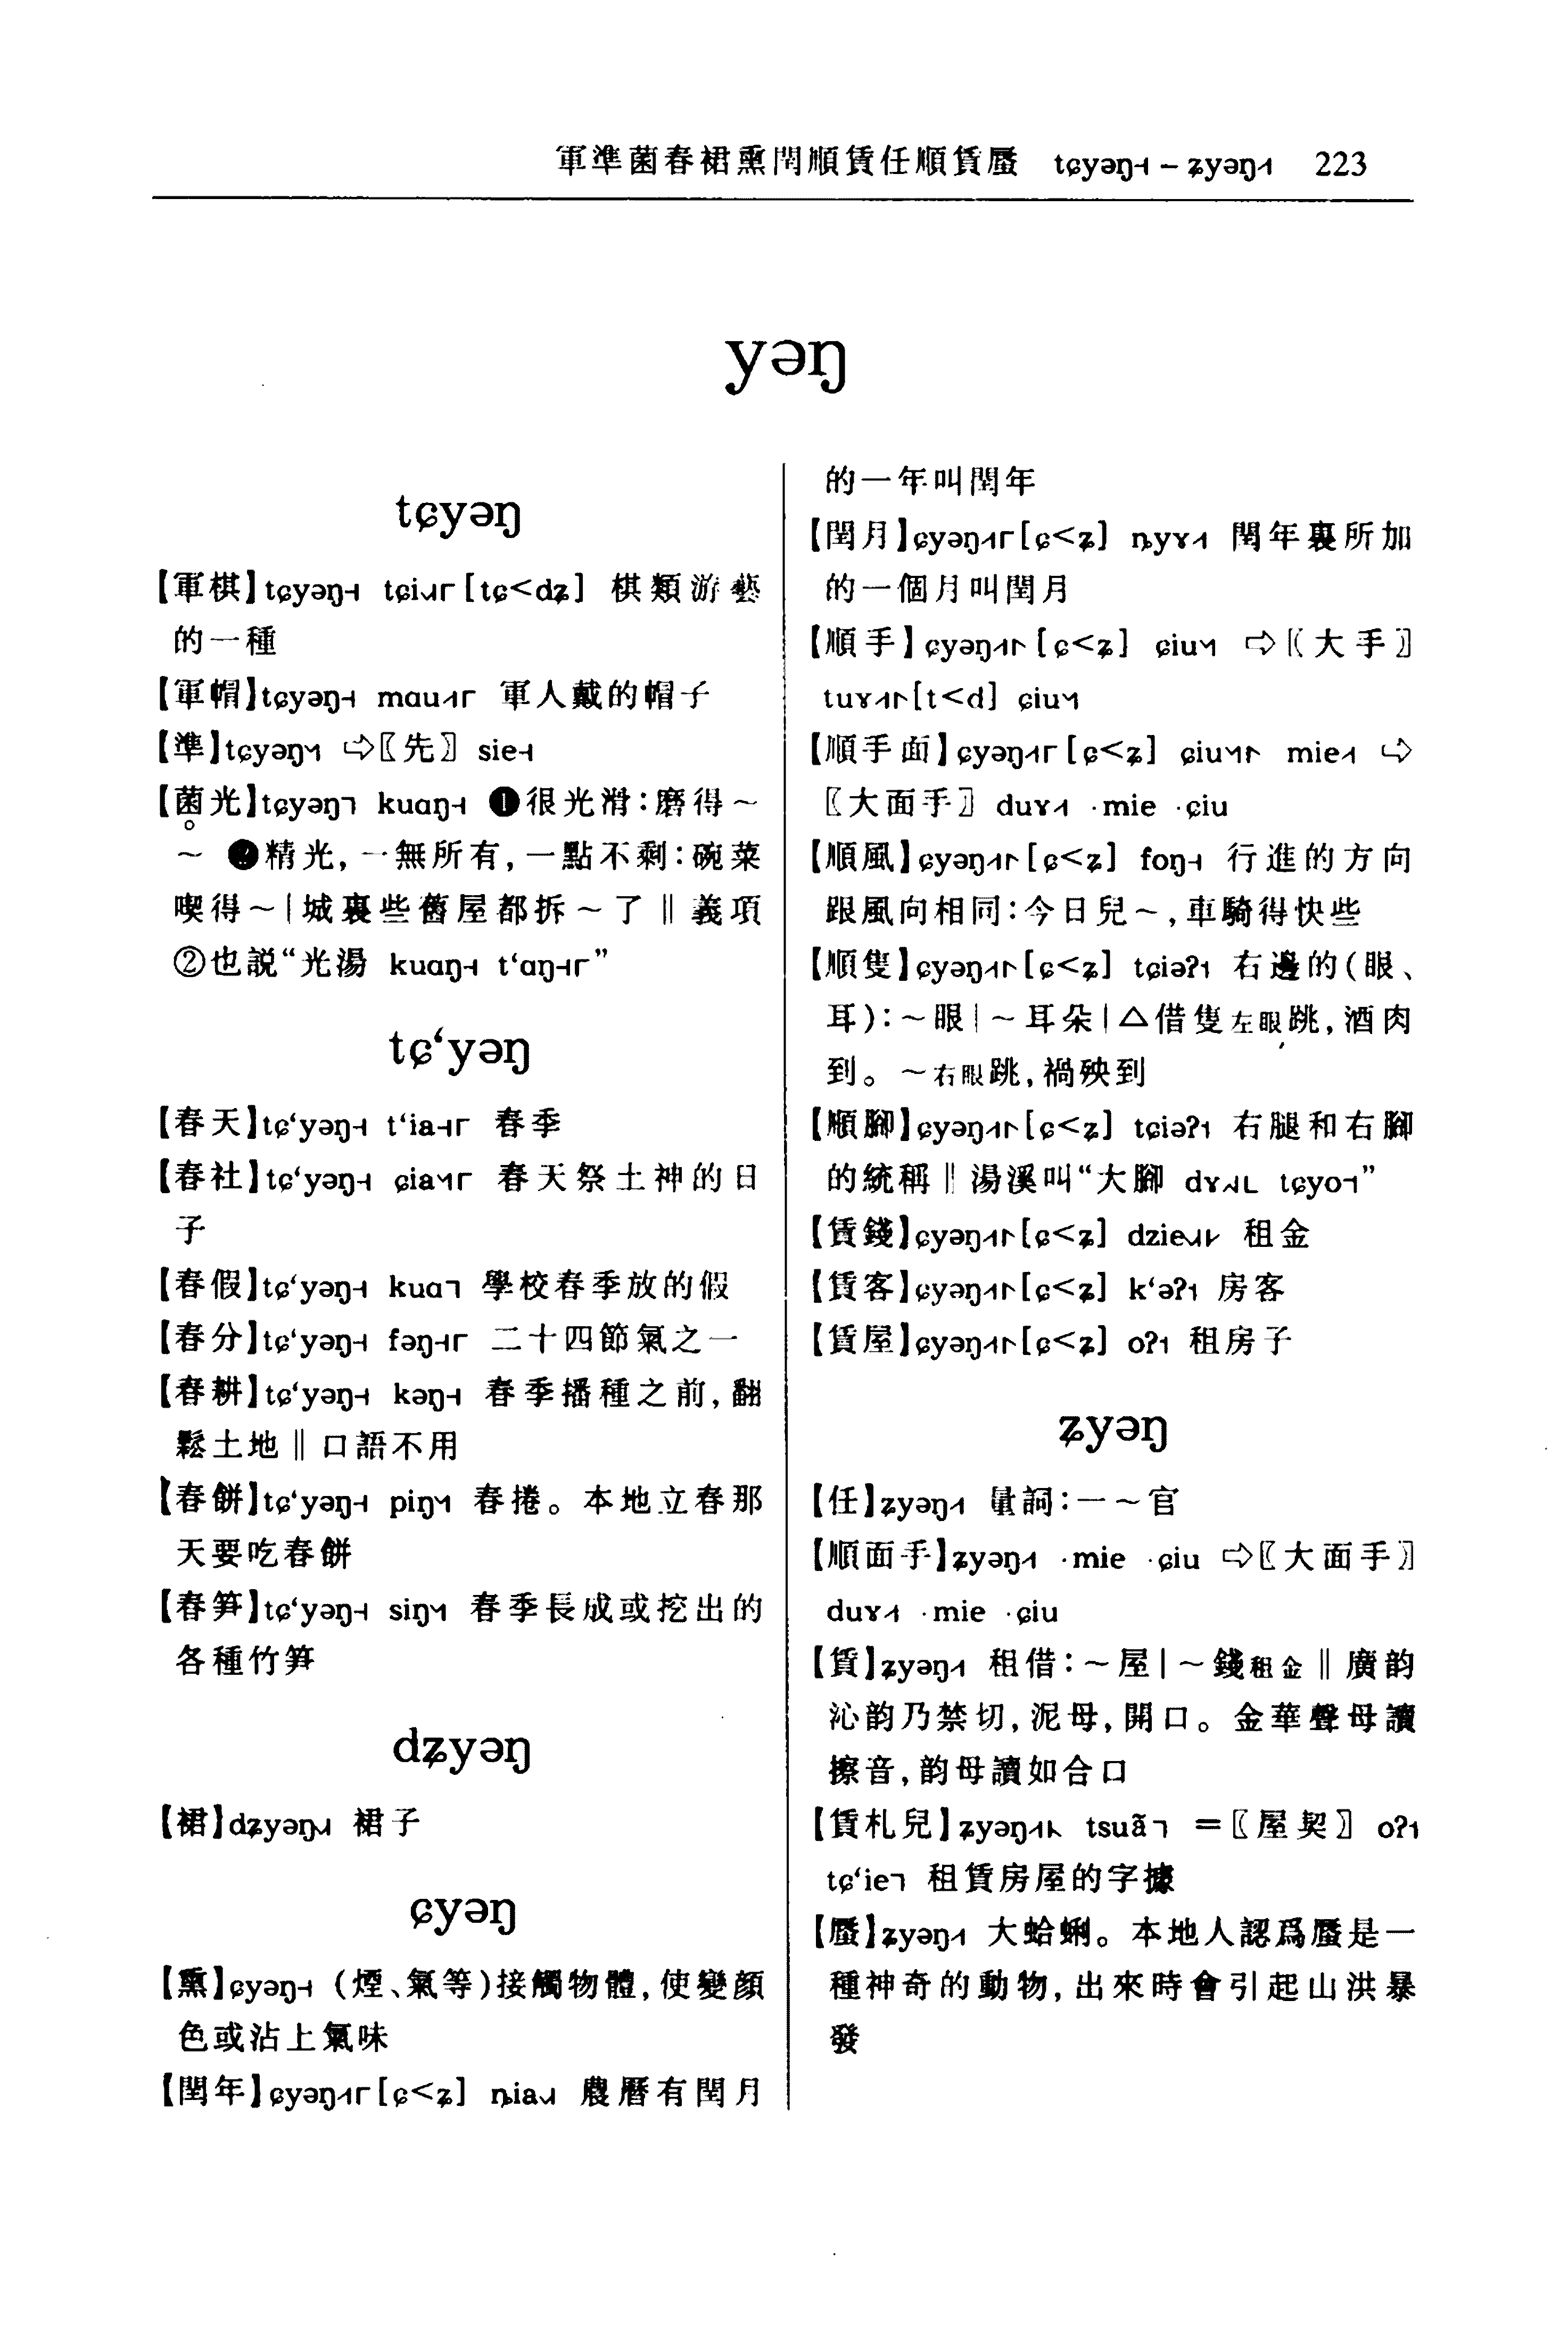 軍準菌春裙熏閏順賃任順賃蜃 tɕyəŋ˧˧˦ – ʑyəŋ˩˦ 223
yəŋ
tɕyəŋ
【軍棋】tɕyəŋ˧˧˦ tɕi˧˩˧꜒꜒[tɕ<dʑ] 棋類游藝
的一種
【軍帽】tɕyəŋ˧˧˦ mɑu˩˦꜒꜒ 軍人戴的帽子
【準】tɕyəŋ˥˧˥ ⇨〖先〗 sie˧˧˦
【菌光】tɕyəŋ˥˥ kuɑŋ˧˧˦ ❶很光滑：磨得～
～ ❷精光，一無所有，一點不剩：碗菜
喫得～|城裏些舊屋都拆～了 ‖ 義項
②也説“光湯 kuɑŋ˧˧˦ t‘ɑŋ˧˧˦꜒꜒”
tɕ‘yəŋ
【春天】tɕ‘yəŋ˧˧˦ t‘ia˧˧˦꜒꜒ 春季
【春社】tɕ‘yəŋ˧˧˦ ɕia˥˧˥꜒꜒ 春天祭土神的日
子
【春假】tɕ‘yəŋ˧˧˦ kuɑ˥˥ 學校春季放的假
【春分】tɕ‘yəŋ˧˧˦ fəŋ˧˧˦꜒꜒ 二十四節氣之一
【春耕】tɕ‘yəŋ˧˧˦ kəŋ˧˧˦ 春季播種之前，翻
鬆土地 ‖ 口語不用
【春餅】tɕ‘yəŋ˧˧˦ piŋ˥˧˥ 春捲。本地立春那
天要吃春餅
【春笋】tɕ‘yəŋ˧˧˦ siŋ˥˧˥ 春季長成或挖出的
各種竹笋
dʑyəŋ
【裙】dʑyəŋ˧˩˧ 裙子
ɕyəŋ
【熏】ɕyəŋ˧˧˦ (煙、氣等)接觸物體，使變顔
色或沾上氣味
【閏年】ɕyəŋ˩˦꜒꜒[ɕ<ʑ] ȵia˧˩˧ 農曆有閏月
的一年叫閏年
【閏月】ɕyəŋ˩˦꜒꜒[ɕ<ʑ] ȵyɤ˩˦ 閏年裏所加
的一個月叫閏月
【順手】ɕyəŋ˩˦꜒꜔[ɕ<ʑ] ɕiu˥˧˥ ⇨〖大手〗
tuɤ˩˦꜒꜔[t<d] ɕiu˥˧˥
【順手面】ɕyəŋ˩˦꜒꜒[ɕ<ʑ] ɕiu˥˧˥꜒꜔ mie˩˦ ⇨
〖大面手〗 duɤ˩˦ ·mie ·ɕiu
【順風】ɕyəŋ˩˦꜒꜔[ɕ<ʑ] foŋ˧˧˦ 行進的方向
跟風向相同：今日兒～，車騎得快些
【順隻】ɕyəŋ˩˦꜒꜔[ɕ<ʑ] tɕiəʔ˦ 右邊的(眼、
耳)：～眼|～耳朵|△借隻左眼跳，酒肉
到。～右眼跳，禍殃到
【順腳】ɕyəŋ˩˦꜒꜔[ɕ<ʑ] tɕiəʔ˦ 右腿和右腳
的統稱 ‖ 湯溪叫“大腳 dɤ˧˦˩꜖꜖ tɕyo˥”
【賃錢】ɕyəŋ˩˦꜒꜔[ɕ<ʑ] dzie˧˩˧꜖꜓ 租金
【賃客】ɕyəŋ˩˦꜒꜔[ɕ<ʑ] k‘əʔ˦ 房客
【賃屋】ɕyəŋ˩˦꜒꜔[ɕ<ʑ] oʔ˦ 租房子
ʑyəŋ
【任】ʑyəŋ˩˦ 量詞：一～官
【順面手】ʑyəŋ˩˦ ·mie ·ɕiu ⇨〖大面手〗
duɤ˩˦ ·mie ·ɕiu
【賃】ʑyəŋ˩˦ 租借：～屋|～錢租金 ‖ 廣韵
沁韵乃禁切，泥母，開口。金華聲母讀
擦音，韵母讀如合口
【賃札兒】ʑyəŋ˩˦꜔꜖ tsuã˥˥ ＝〖屋契〗 oʔ˦
tɕ‘ie˥˥ 租賃房屋的字據
【蜃】ʑyəŋ˩˦ 大蛤蜊。本地人認爲蜃是一
種神奇的動物，出來時會引起山洪暴
發